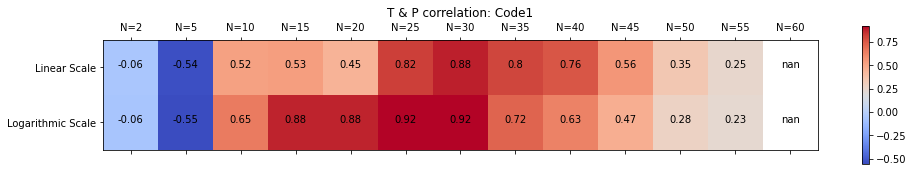 T & P correlation: Code1
N=2 N=5 N=10 N=15 N=20 N=25 N=30 N=35 N=40 N=45 N=50 N=55 N=60
Linear Scale -0.06 -0.54 0.52 0.53 0.45 0.82 0.88 0.8 0.76 0.56 0.35 0.25 nan
Logarithmic Scale -0.06 -0.55 0.65 0.88 0.88 0.92 0.92 0.72 0.63 0.47 0.28 0.23 nan
0.75
0.50
0.25
0.00
-0.25
-0.50